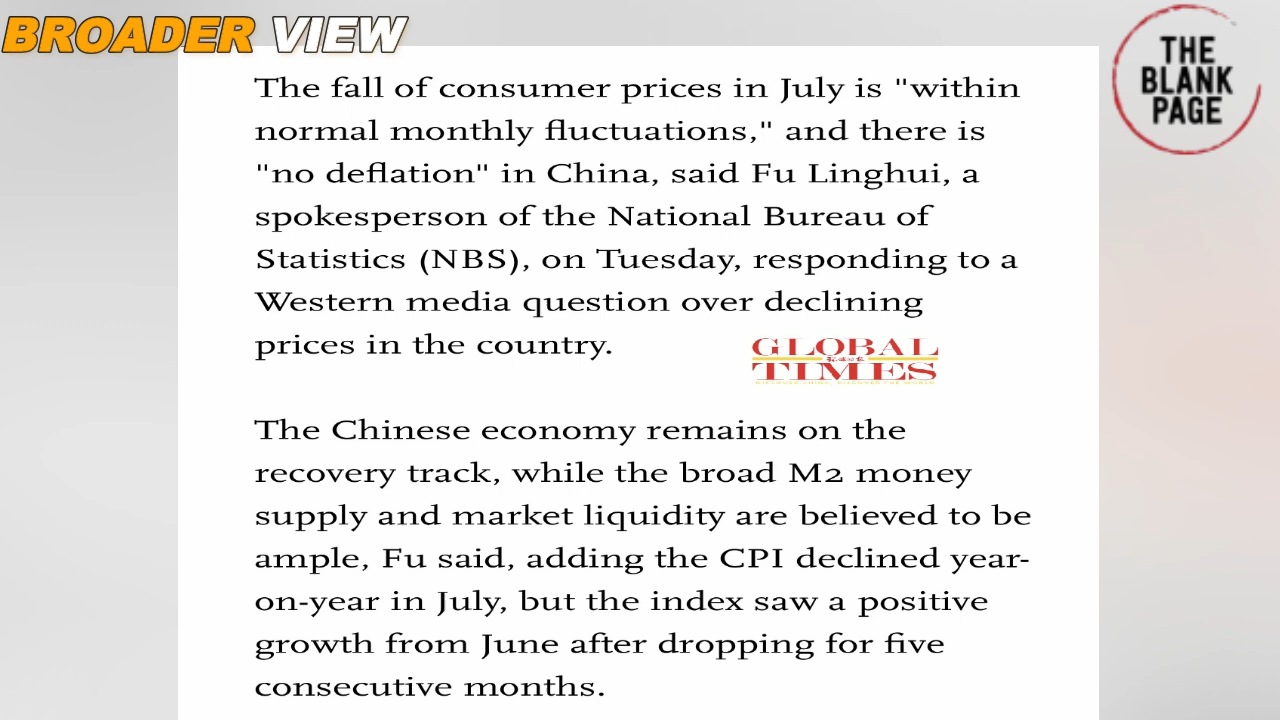 BROADER VIEW
THE
BLANK
PAGE
The fall of consumer prices in July is "within
normal monthly fluctuations," and there is
"no deflation" in China, said Fu Linghui, a
spokesperson of the National Bureau of
Statistics (NBS), on Tuesday, responding to a
Western media question over declining
prices in the country.
GLOBAL
TIMES
The Chinese economy remains on the
recovery track, while the broad M2 money
supply and market liquidity are believed to be
ample, Fu said, adding the CPI declined year-
on-year in July, but the index saw a positive
growth from June after dropping for five
consecutive months.